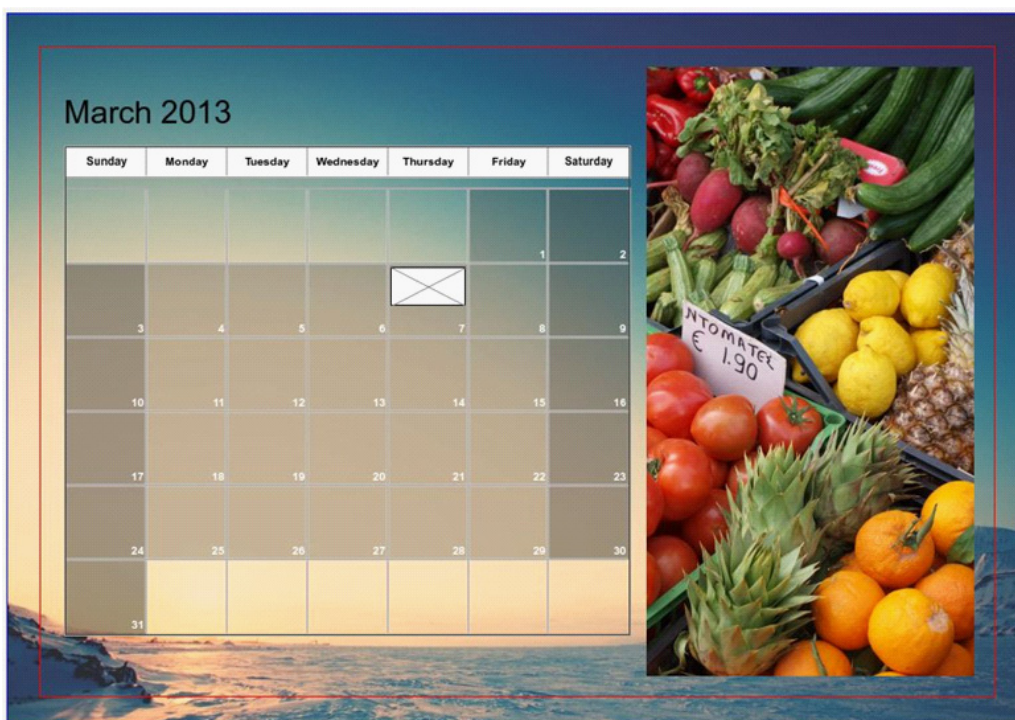 March 2013
Sunday Monday Tuesday Wednesday Thursday Friday Saturday
1 2
3 4 5 6 7 8 9
10 11 12 13 14 15 16
17 18 19 20 21 22 23
24 25 26 27 28 29 30
31
ΝΤΟΜΑΤΕΣ
€ 1.90